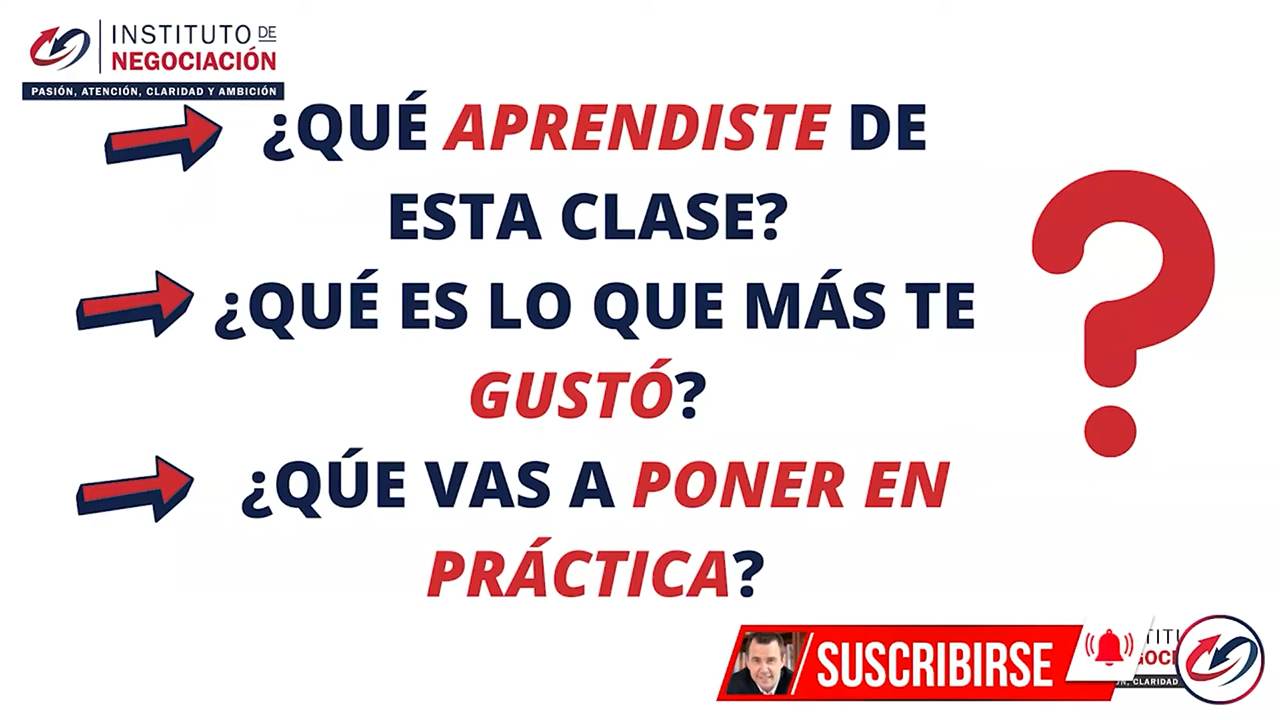 INSTITUTO DE
NEGOCIACIÓN
PASIÓN, ATENCIÓN, CLARIDAD Y AMBICIÓN
¿QUÉ APRENDISTE DE
ESTA CLASE?
¿QUÉ ES LO QUE MÁS TE
GUSTÓ?
¿QÚE VAS A PONER EN
PRÁCTICA?
?
SUSCRIBIRSE
CLARIDAD